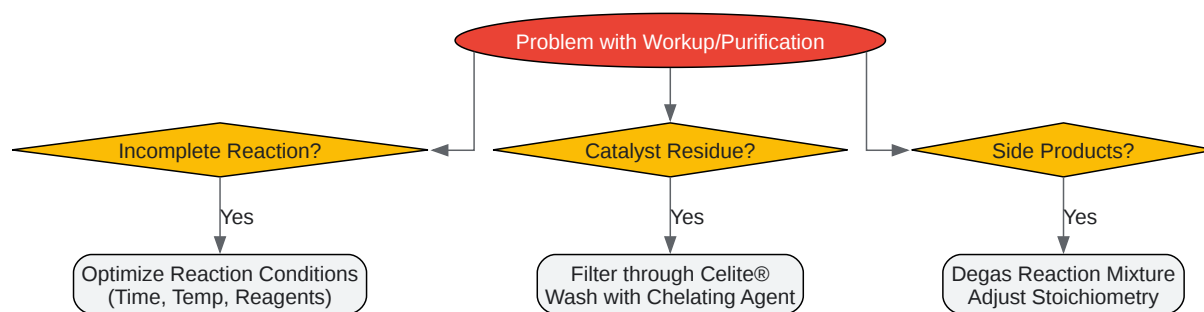 Problem with Workup/Purification
Incomplete Reaction?
Catalyst Residue?
Side Products?
Yes
Yes
Yes
Optimize Reaction Conditions
(Time, Temp, Reagents)
Filter through Celite®
Wash with Chelating Agent
Degas Reaction Mixture
Adjust Stoichiometry